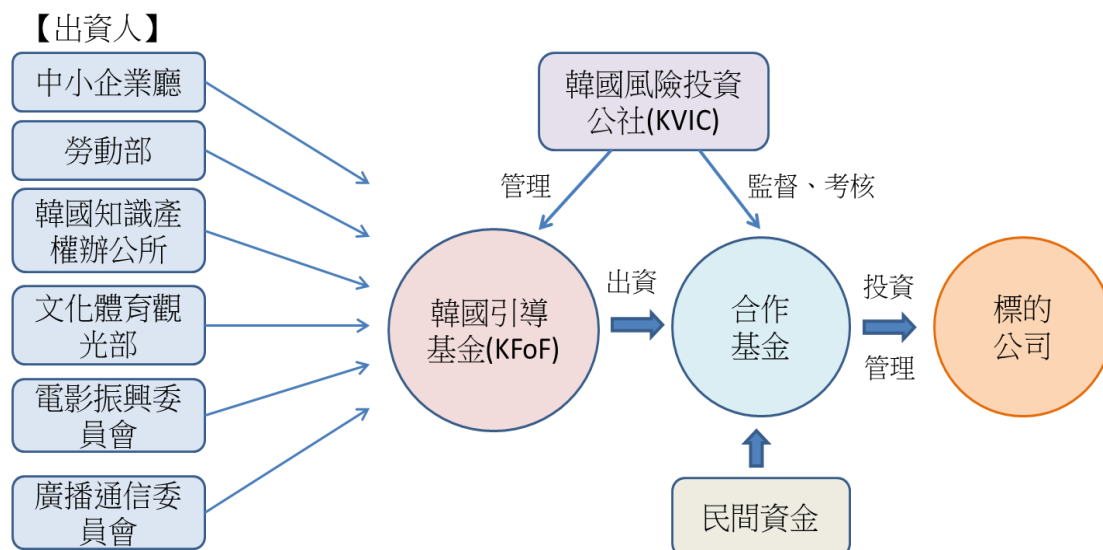 【出資人】
中小企業廳
勞動部
韓國知識產
權辦公所
文化體育觀
光部
電影振興委
員會
廣播通信委
員會
韓國風險投資
公社(KVIC)
管理
監督、考核
韓國引導
基金(KFoF)
出資
合作
基金
投資
管理
標的
公司
民間資金